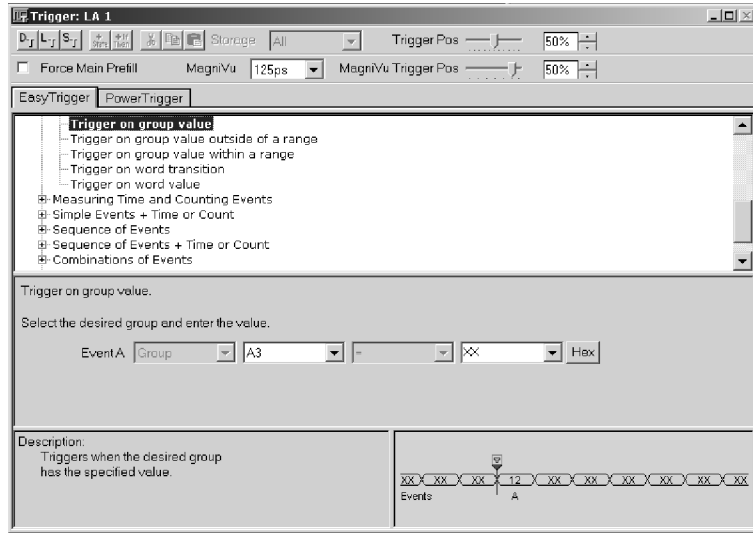 Trigger: LA 1
Storage All Trigger Pos 50%
Force Main Prefill MagniVu 125ps MagniVu Trigger Pos 50%
EasyTrigger PowerTrigger
Trigger on group value
Trigger on group value outside of a range
Trigger on group value within a range
Trigger on word transition
Trigger on word value
Measuring Time and Counting Events
Simple Events + Time or Count
Sequence of Events
Sequence of Events + Time or Count
Combinations of Events
Trigger on group value.
Select the desired group and enter the value.
Event A Group A3 = XX Hex
Description:
Triggers when the desired group
has the specified value.
XX XX XX 12 XX XX XX XX XX XX
Events A